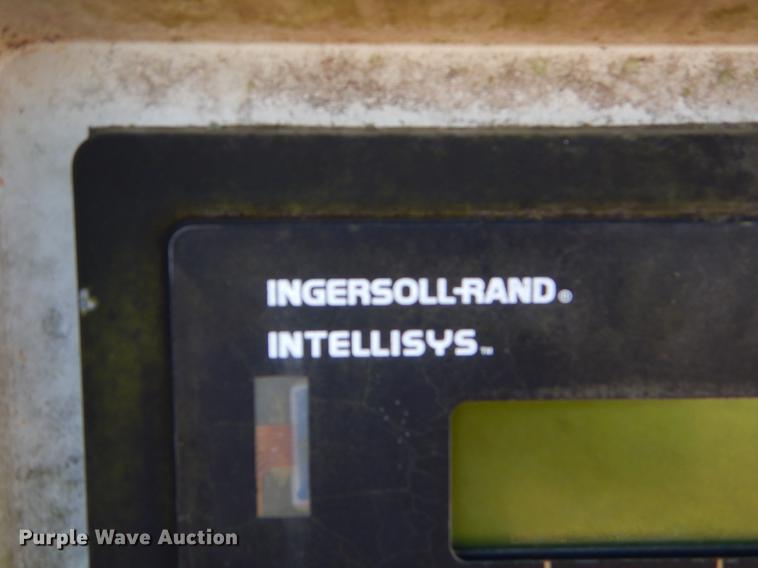 INGERSOLL-RAND®
INTELLISYS™
Purple Wave Auction